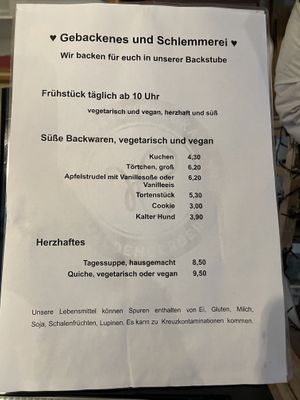 ♥ Gebackenes und Schlemmerei ♥
Wir backen für euch in unserer Backstube
Frühstück täglich ab 10 Uhr
vegetarisch und vegan, herzhaft und süß
Süße Backwaren, vegetarisch und vegan
Kuchen 4,30
Törtchen, groß 6,20
Apfelstrudel mit Vanillesoße oder 6,20
Vanilleeis
Tortenstück 5,30
Cookie 3,00
Kalter Hund 3,90
Herzhaftes
Tagessuppe, hausgemacht 8,50
Quiche, vegetarisch oder vegan 9,50
Unsere Lebensmittel können Spuren enthalten von Ei, Gluten, Milch,
Soja, Schalenfrüchten, Lupinen. Es kann zu Kreuzkontaminationen kommen.